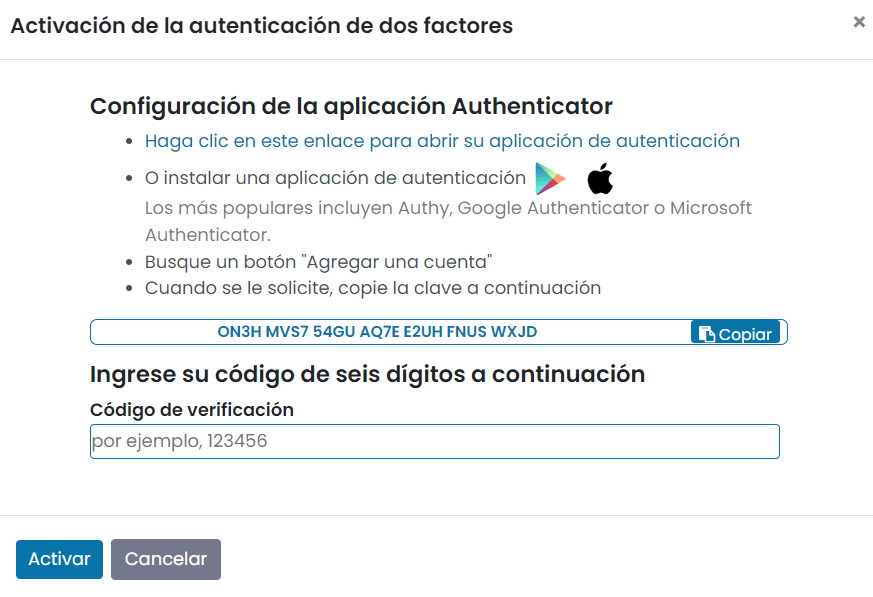 Activación de la autenticación de dos factores
×
Configuración de la aplicación Authenticator
Haga clic en este enlace para abrir su aplicación de autenticación
O instalar una aplicación de autenticación
Los más populares incluyen Authy, Google Authenticator o Microsoft
Authenticator.
Busque un botón "Agregar una cuenta"
Cuando se le solicite, copie la clave a continuación
ON3H MVS7 54GU AQ7E E2UH FNUS WXJD
Copiar
Ingrese su código de seis dígitos a continuación
Código de verificación
por ejemplo, 123456
Activar
Cancelar